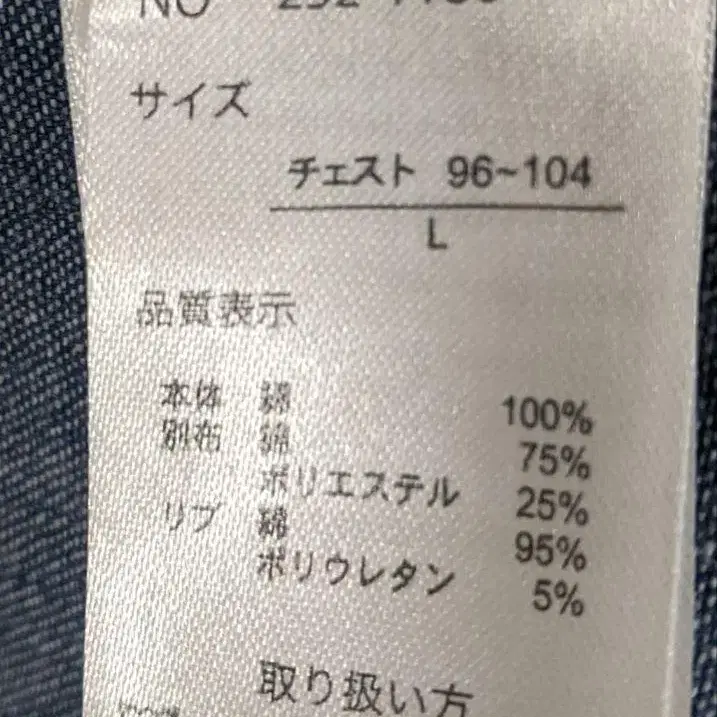 NO
サイズ
チェスト 96~104
L
品質表示
本体 綿 100%
別布 綿 75%
ポリエステル 25%
リブ 綿 95%
ポリウレタン 5%
取り扱い方